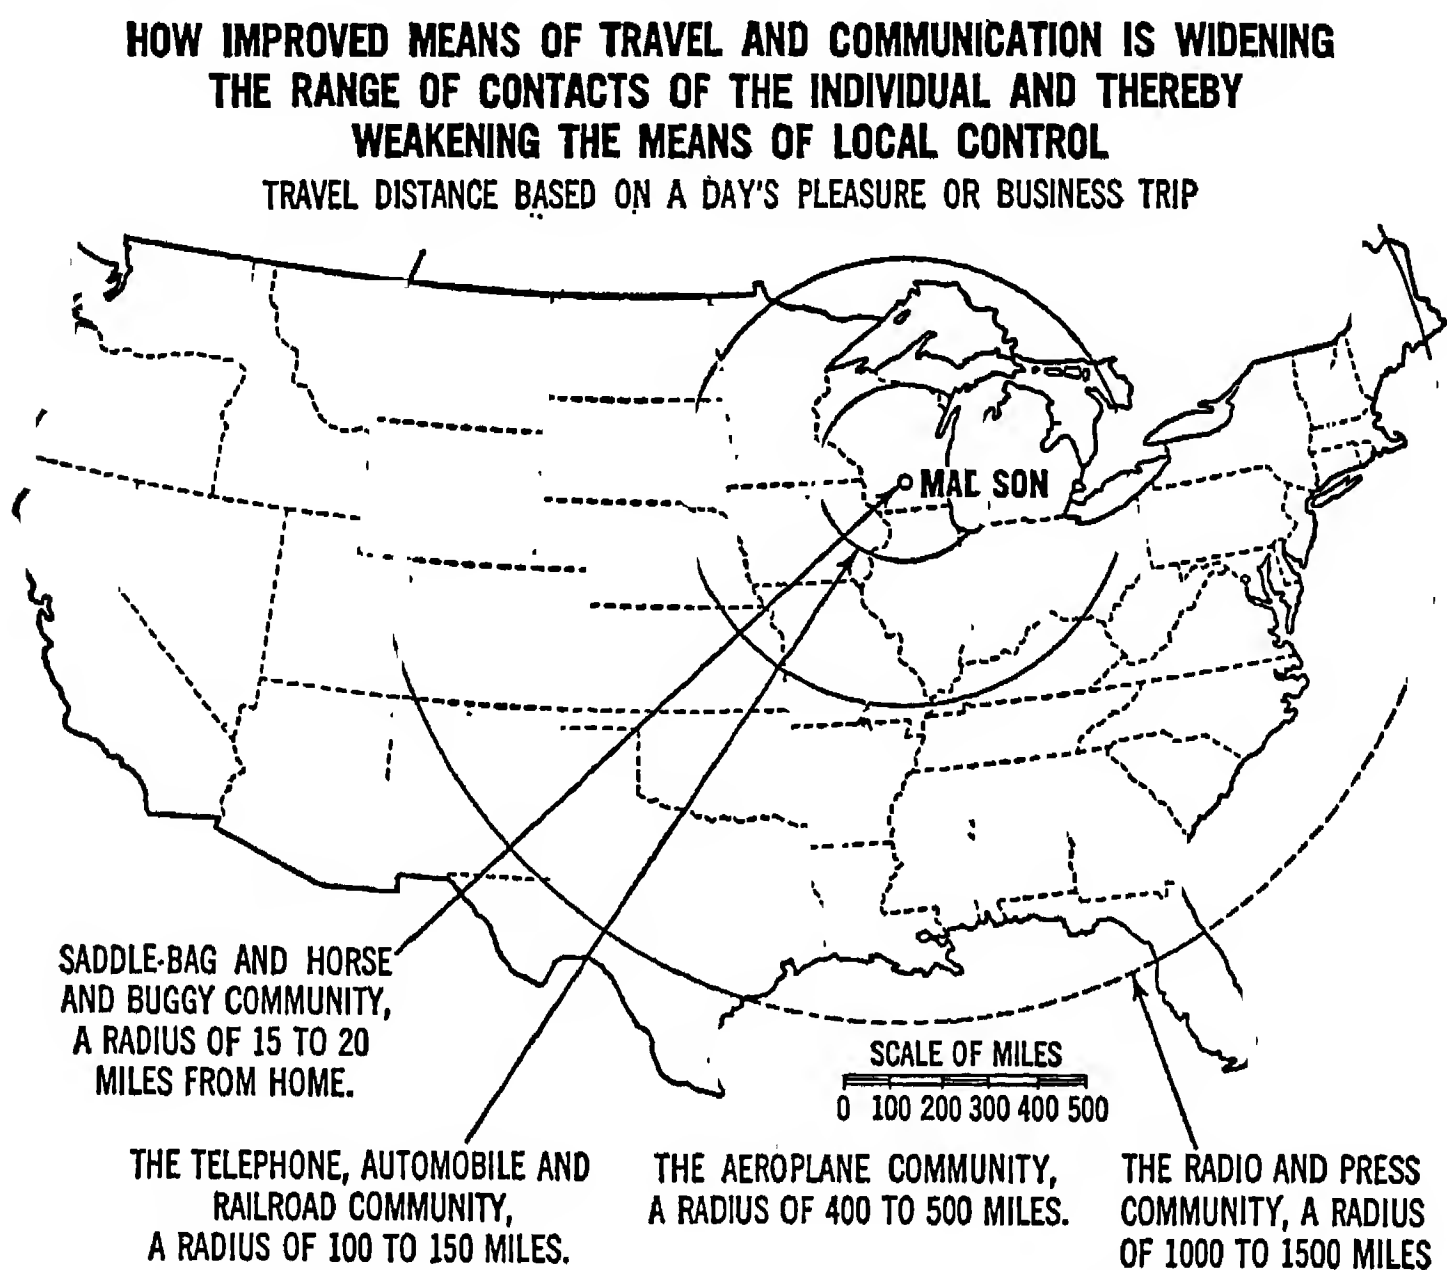 HOW IMPROVED MEANS OF TRAVEL AND COMMUNICATION IS WIDENING
THE RANGE OF CONTACTS OF THE INDIVIDUAL AND THEREBY
WEAKENING THE MEANS OF LOCAL CONTROL
TRAVEL DISTANCE BASED ON A DAY'S PLEASURE OR BUSINESS TRIP
MAD SON
SADDLE-BAG AND HORSE
AND BUGGY COMMUNITY,
A RADIUS OF 15 TO 20
MILES FROM HOME.
SCALE OF MILES
0 100 200 300 400 500
THE TELEPHONE, AUTOMOBILE AND
RAILROAD COMMUNITY,
A RADIUS OF 100 TO 150 MILES.
THE AEROPLANE COMMUNITY,
A RADIUS OF 400 TO 500 MILES.
THE RADIO AND PRESS
COMMUNITY, A RADIUS
OF 1000 TO 1500 MILES